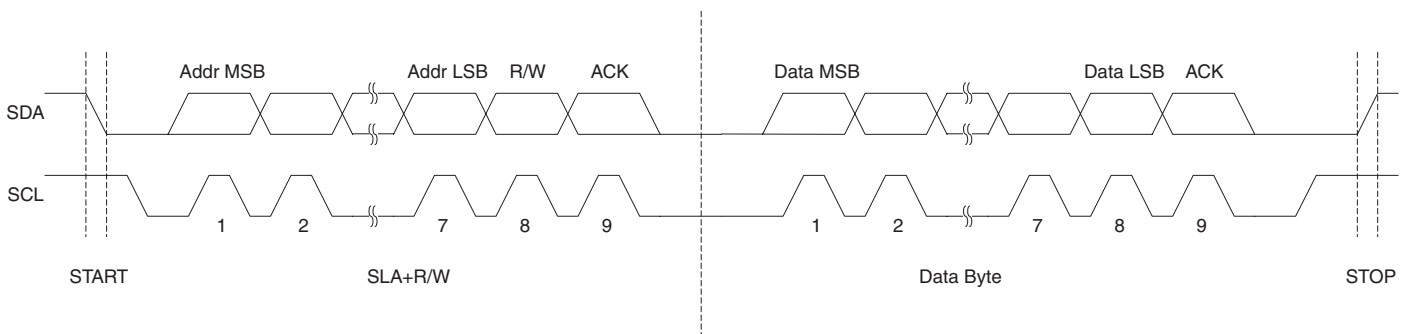 Addr MSB Addr LSB R/W ACK Data MSB Data LSB ACK
SDA
SCL
1 2 7 8 9 1 2 7 8 9
START SLA+R/W Data Byte STOP